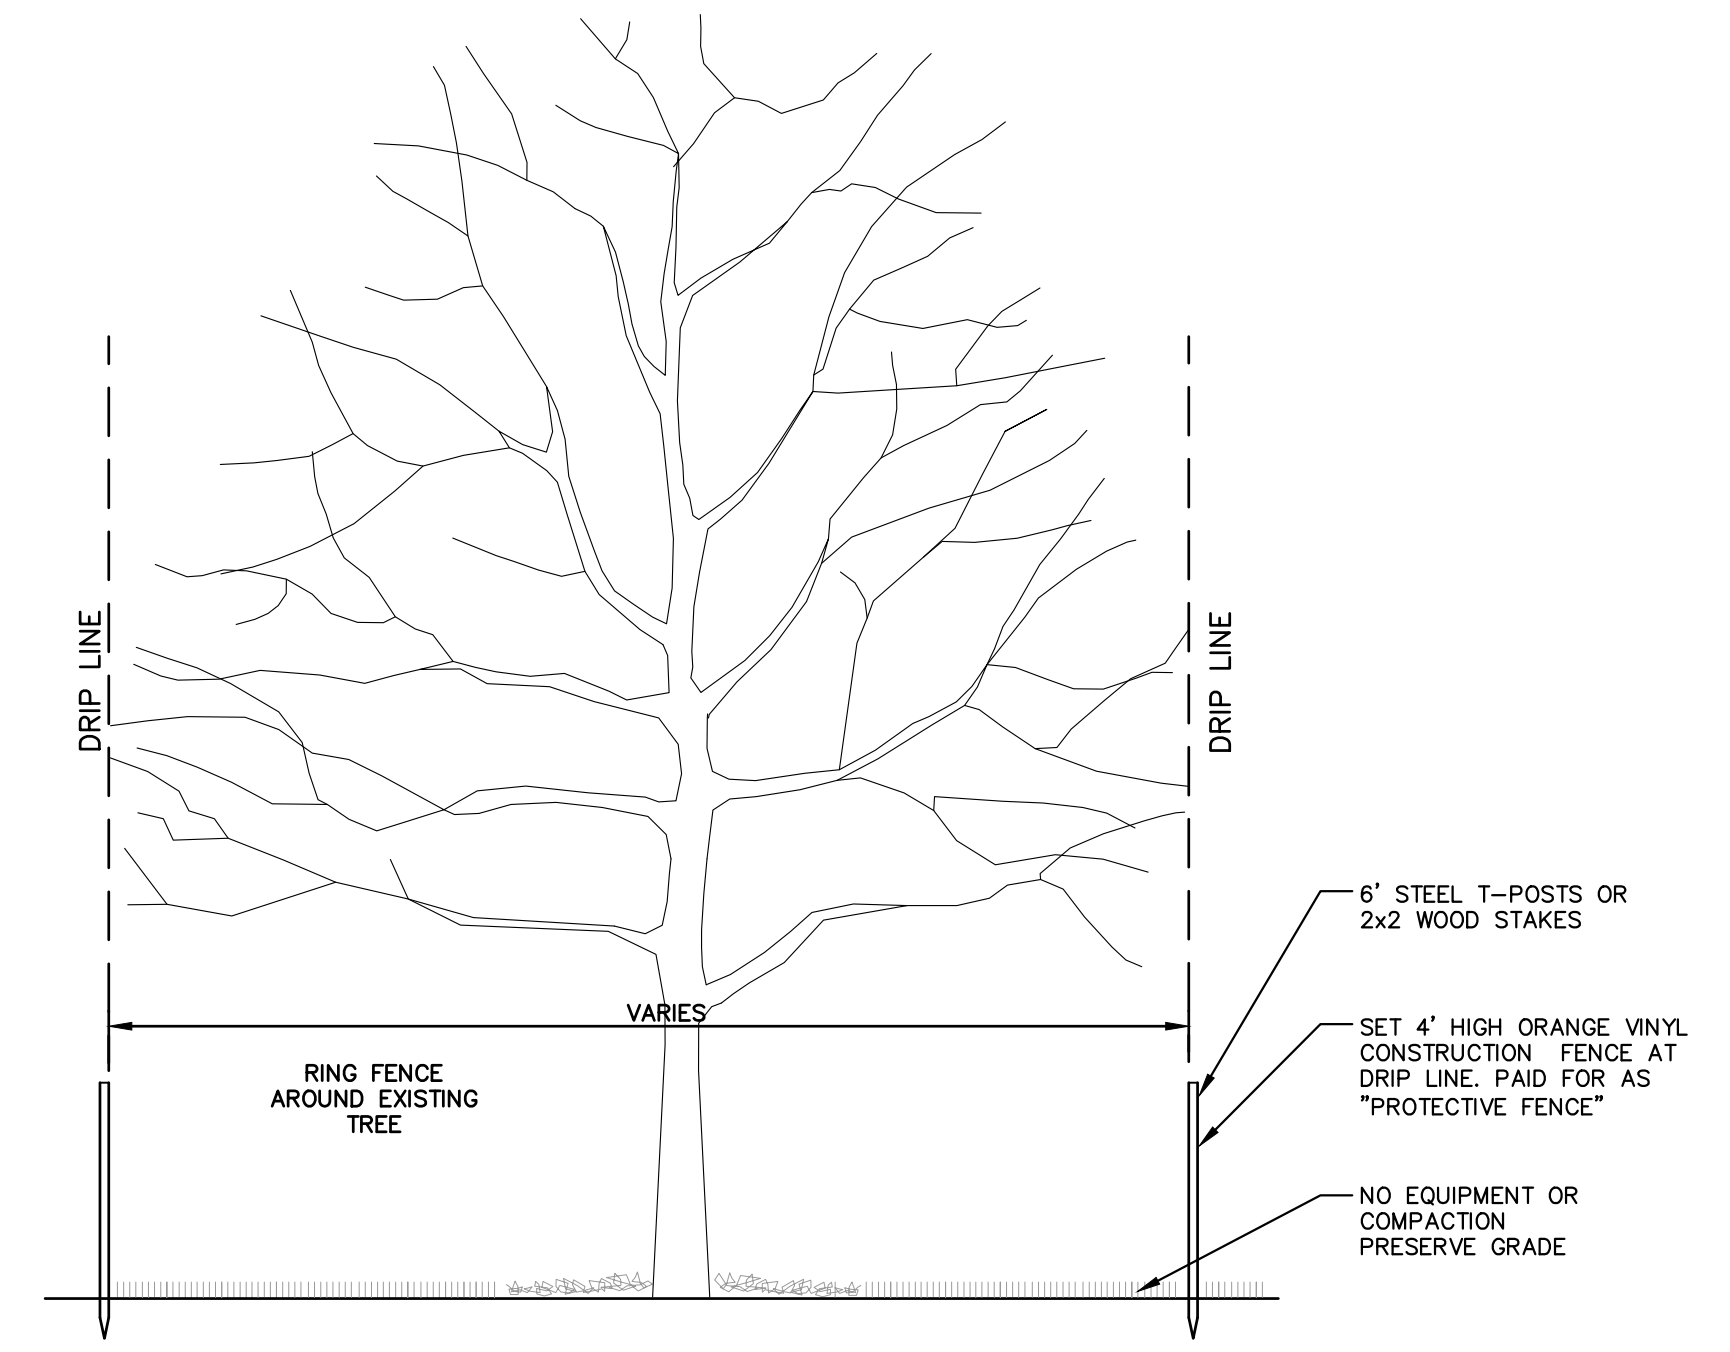 DRIP LINE
DRIP LINE
6' STEEL T–POSTS OR
2x2 WOOD STAKES
VARIES
SET 4' HIGH ORANGE VINYL
CONSTRUCTION FENCE AT
DRIP LINE. PAID FOR AS
"PROTECTIVE FENCE"
RING FENCE
AROUND EXISTING
TREE
NO EQUIPMENT OR
COMPACTION
PRESERVE GRADE